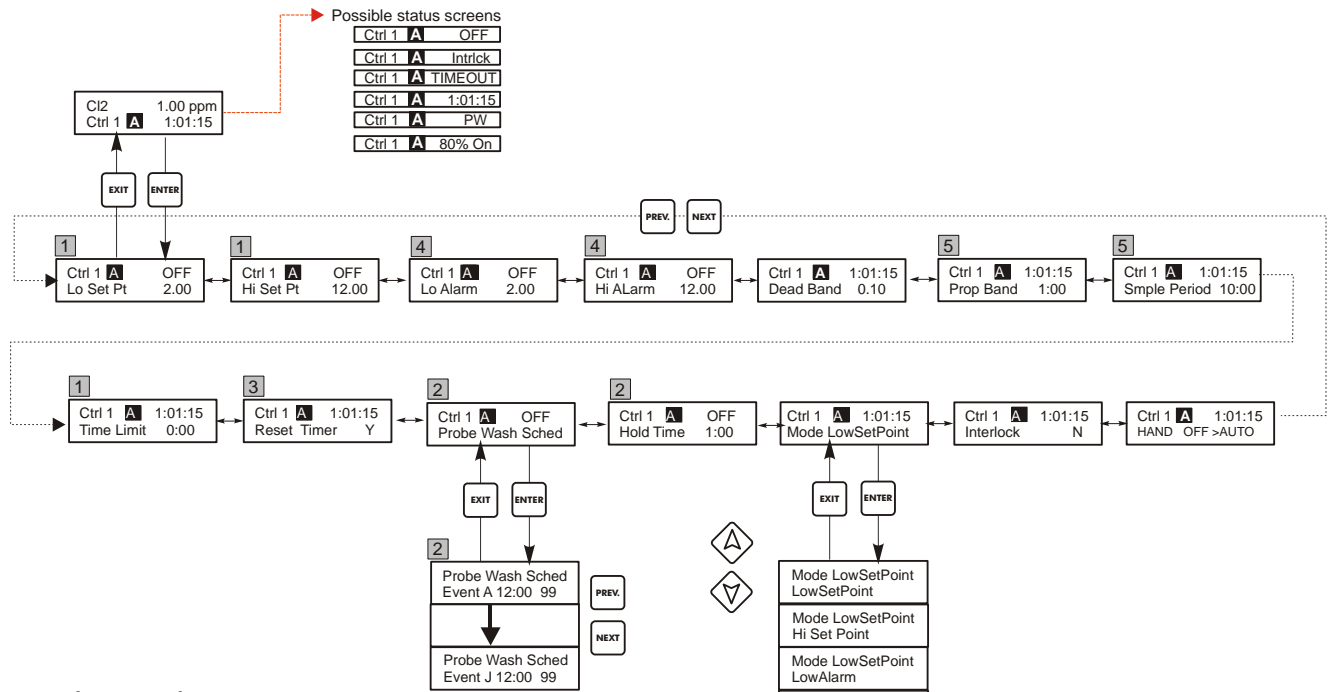 Possible status screens
Ctrl 1 A OFF
Ctrl 1 A Intrlck
Ctrl 1 A TIMEOUT
Ctrl 1 A 1:01:15
Ctrl 1 A PW
Ctrl 1 A 80% On
Cl2 1.00 ppm
Ctrl 1 A 1:01:15
EXIT
ENTER
PREV.
NEXT
1
Ctrl 1 A OFF
Lo Set Pt 2.00
1
Ctrl 1 A OFF
Hi Set Pt 12.00
4
Ctrl 1 A OFF
Lo Alarm 2.00
4
Ctrl 1 A OFF
Hi ALarm 12.00
Ctrl 1 A 1:01:15
Dead Band 0.10
5
Ctrl 1 A 1:01:15
Prop Band 1:00
5
Ctrl 1 A 1:01:15
Smple Period 10:00
1
Ctrl 1 A 1:01:15
Time Limit 0:00
3
Ctrl 1 A 1:01:15
Reset Timer Y
2
Ctrl 1 A OFF
Probe Wash Sched
2
Ctrl 1 A OFF
Hold Time 1:00
Ctrl 1 A 1:01:15
Mode LowSetPoint
Ctrl 1 A 1:01:15
Interlock N
Ctrl 1 A 1:01:15
HAND OFF >AUTO
EXIT
ENTER
EXIT
ENTER
2
Probe Wash Sched
Event A 12:00 99
Probe Wash Sched
Event J 12:00 99
PREV.
NEXT
Mode LowSetPoint
LowSetPoint
Mode LowSetPoint
Hi Set Point
Mode LowSetPoint
LowAlarm